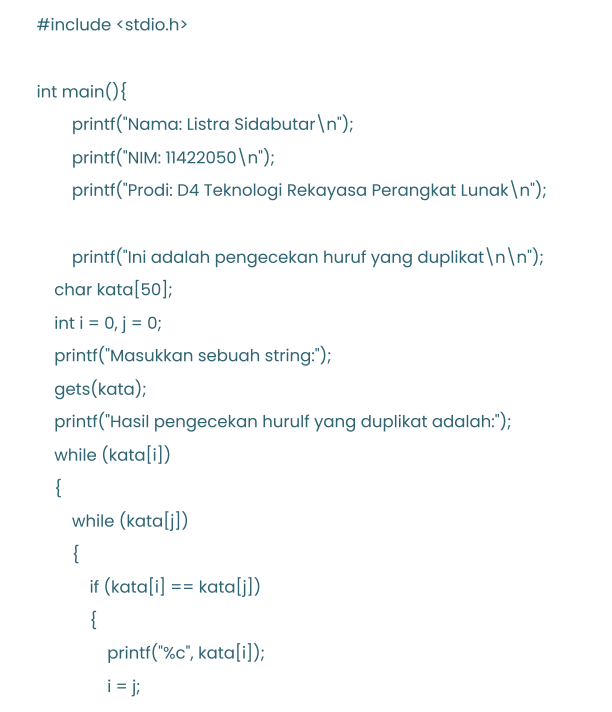 #include <stdio.h>
int main(){
printf("Nama: Listra Sidabutar\n");
printf("NIM: 11422050\n");
printf("Prodi: D4 Teknologi Rekayasa Perangkat Lunak\n");
printf("Ini adalah pengecekan huruf yang duplikat\n\n");
char kata[50];
int i = 0, j = 0;
printf("Masukkan sebuah string:");
gets(kata);
printf("Hasil pengecekan hurulf yang duplikat adalah:");
while (kata[i])
{
while (kata[j])
{
if (kata[i] == kata[j])
{
printf("%c", kata[i]);
i = j;